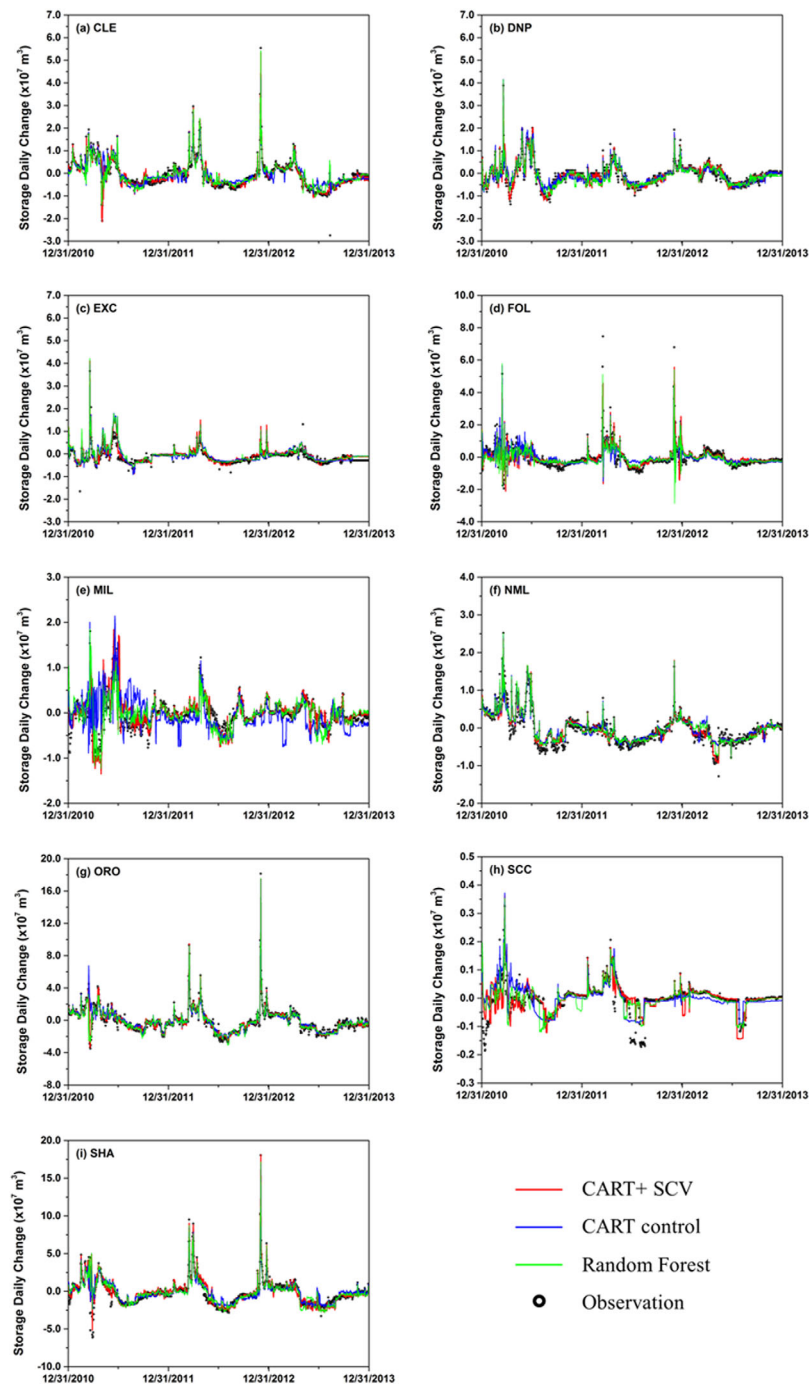 (a) CLE
Storage Daily Change (x10⁷ m³)
7.0
6.0
5.0
4.0
3.0
2.0
1.0
0.0
-1.0
-2.0
-3.0
12/31/2010 12/31/2011 12/31/2012 12/31/2013
(b) DNP
Storage Daily Change (x10⁷ m³)
7.0
6.0
5.0
4.0
3.0
2.0
1.0
0.0
-1.0
-2.0
-3.0
12/31/2010 12/31/2011 12/31/2012 12/31/2013
(c) EXC
Storage Daily Change (x10⁷ m³)
7.0
6.0
5.0
4.0
3.0
2.0
1.0
0.0
-1.0
-2.0
-3.0
12/31/2010 12/31/2011 12/31/2012 12/31/2013
(d) FOL
Storage Daily Change (x10⁷ m³)
10.0
8.0
6.0
4.0
2.0
0.0
-2.0
-4.0
12/31/2010 12/31/2011 12/31/2012 12/31/2013
(e) MIL
Storage Daily Change (x10⁷ m³)
3.0
2.0
1.0
0.0
-1.0
-2.0
12/31/2010 12/31/2011 12/31/2012 12/31/2013
(f) NML
Storage Daily Change (x10⁷ m³)
4.0
3.0
2.0
1.0
0.0
-1.0
-2.0
12/31/2010 12/31/2011 12/31/2012 12/31/2013
(g) ORO
Storage Daily Change (x10⁷ m³)
20.0
16.0
12.0
8.0
4.0
0.0
-4.0
-8.0
12/31/2010 12/31/2011 12/31/2012 12/31/2013
(h) SCC
Storage Daily Change (x10⁷ m³)
0.5
0.4
0.3
0.2
0.1
0.0
-0.1
-0.2
-0.3
12/31/2010 12/31/2011 12/31/2012 12/31/2013
(i) SHA
Storage Daily Change (x10⁷ m³)
20.0
15.0
10.0
5.0
0.0
-5.0
-10.0
12/31/2010 12/31/2011 12/31/2012 12/31/2013
CART+ SCV
CART control
Random Forest
Observation